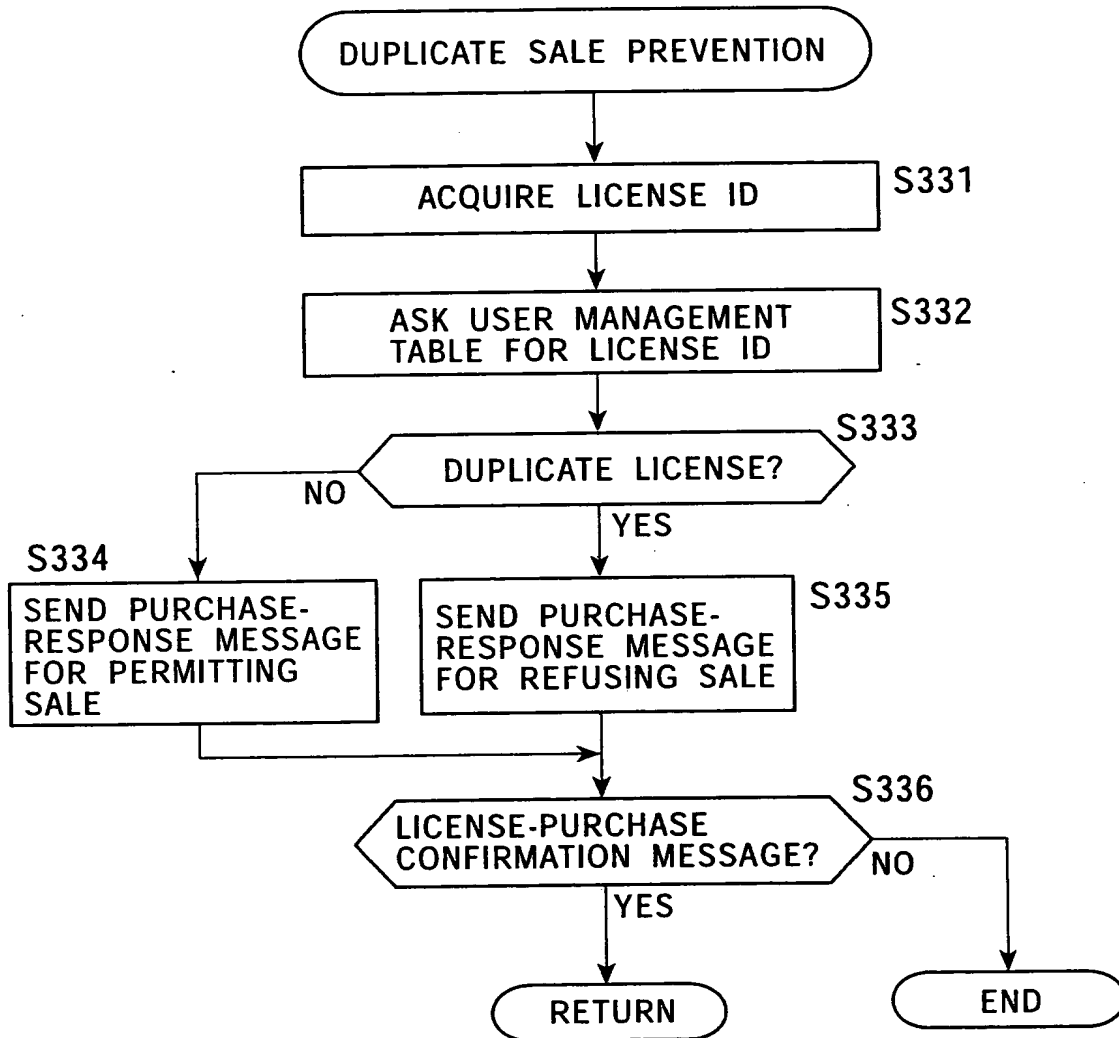 DUPLICATE SALE PREVENTION
S331
ACQUIRE LICENSE ID
S332
ASK USER MANAGEMENT
TABLE FOR LICENSE ID
S333
DUPLICATE LICENSE?
NO
YES
S334
SEND PURCHASE-
RESPONSE MESSAGE
FOR PERMITTING
SALE
S335
SEND PURCHASE-
RESPONSE MESSAGE
FOR REFUSING SALE
S336
LICENSE-PURCHASE
CONFIRMATION MESSAGE?
NO
YES
RETURN
END